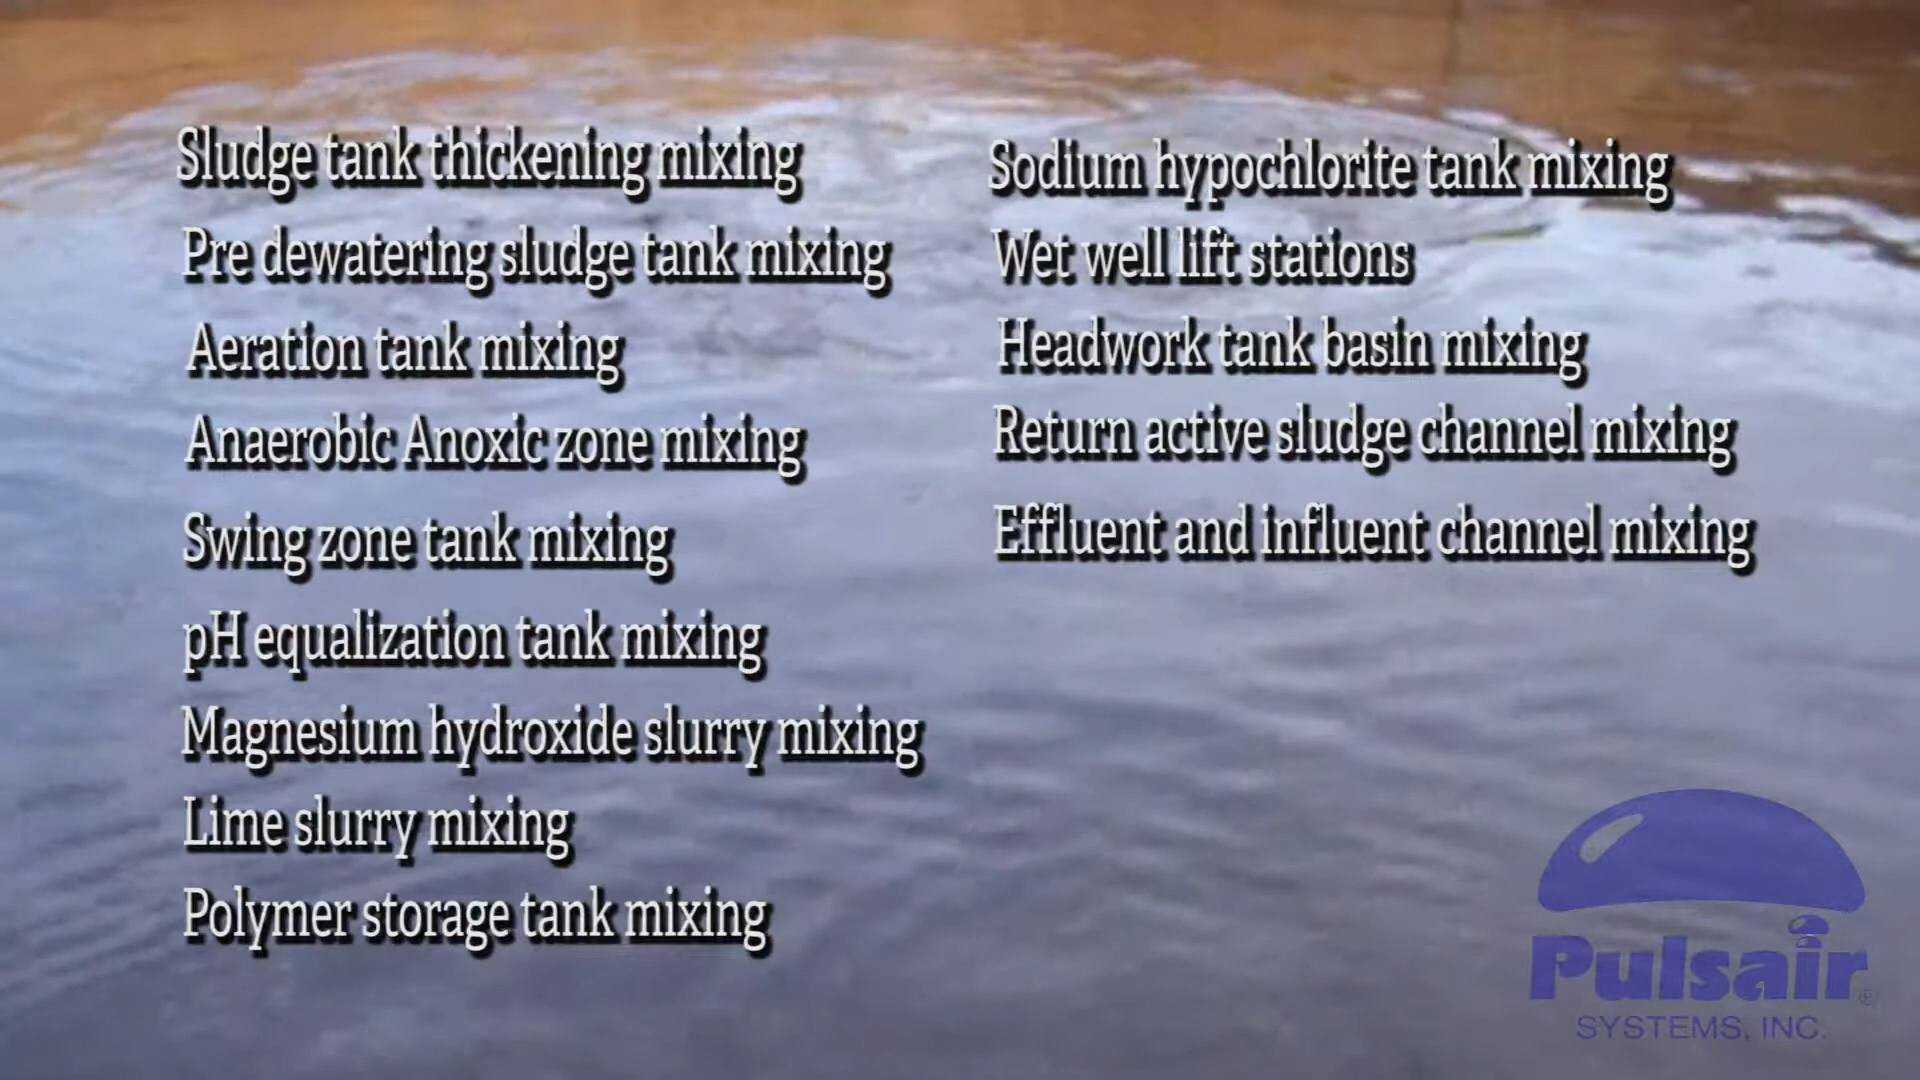 Sludge tank thickening mixing
Pre dewatering sludge tank mixing
Aeration tank mixing
Anaerobic Anoxic zone mixing
Swing zone tank mixing
pH equalization tank mixing
Magnesium hydroxide slurry mixing
Lime slurry mixing
Polymer storage tank mixing
Sodium hypochlorite tank mixing
Wet well lift stations
Headwork tank basin mixing
Return active sludge channel mixing
Effluent and influent channel mixing
Pulsair®
SYSTEMS, INC.